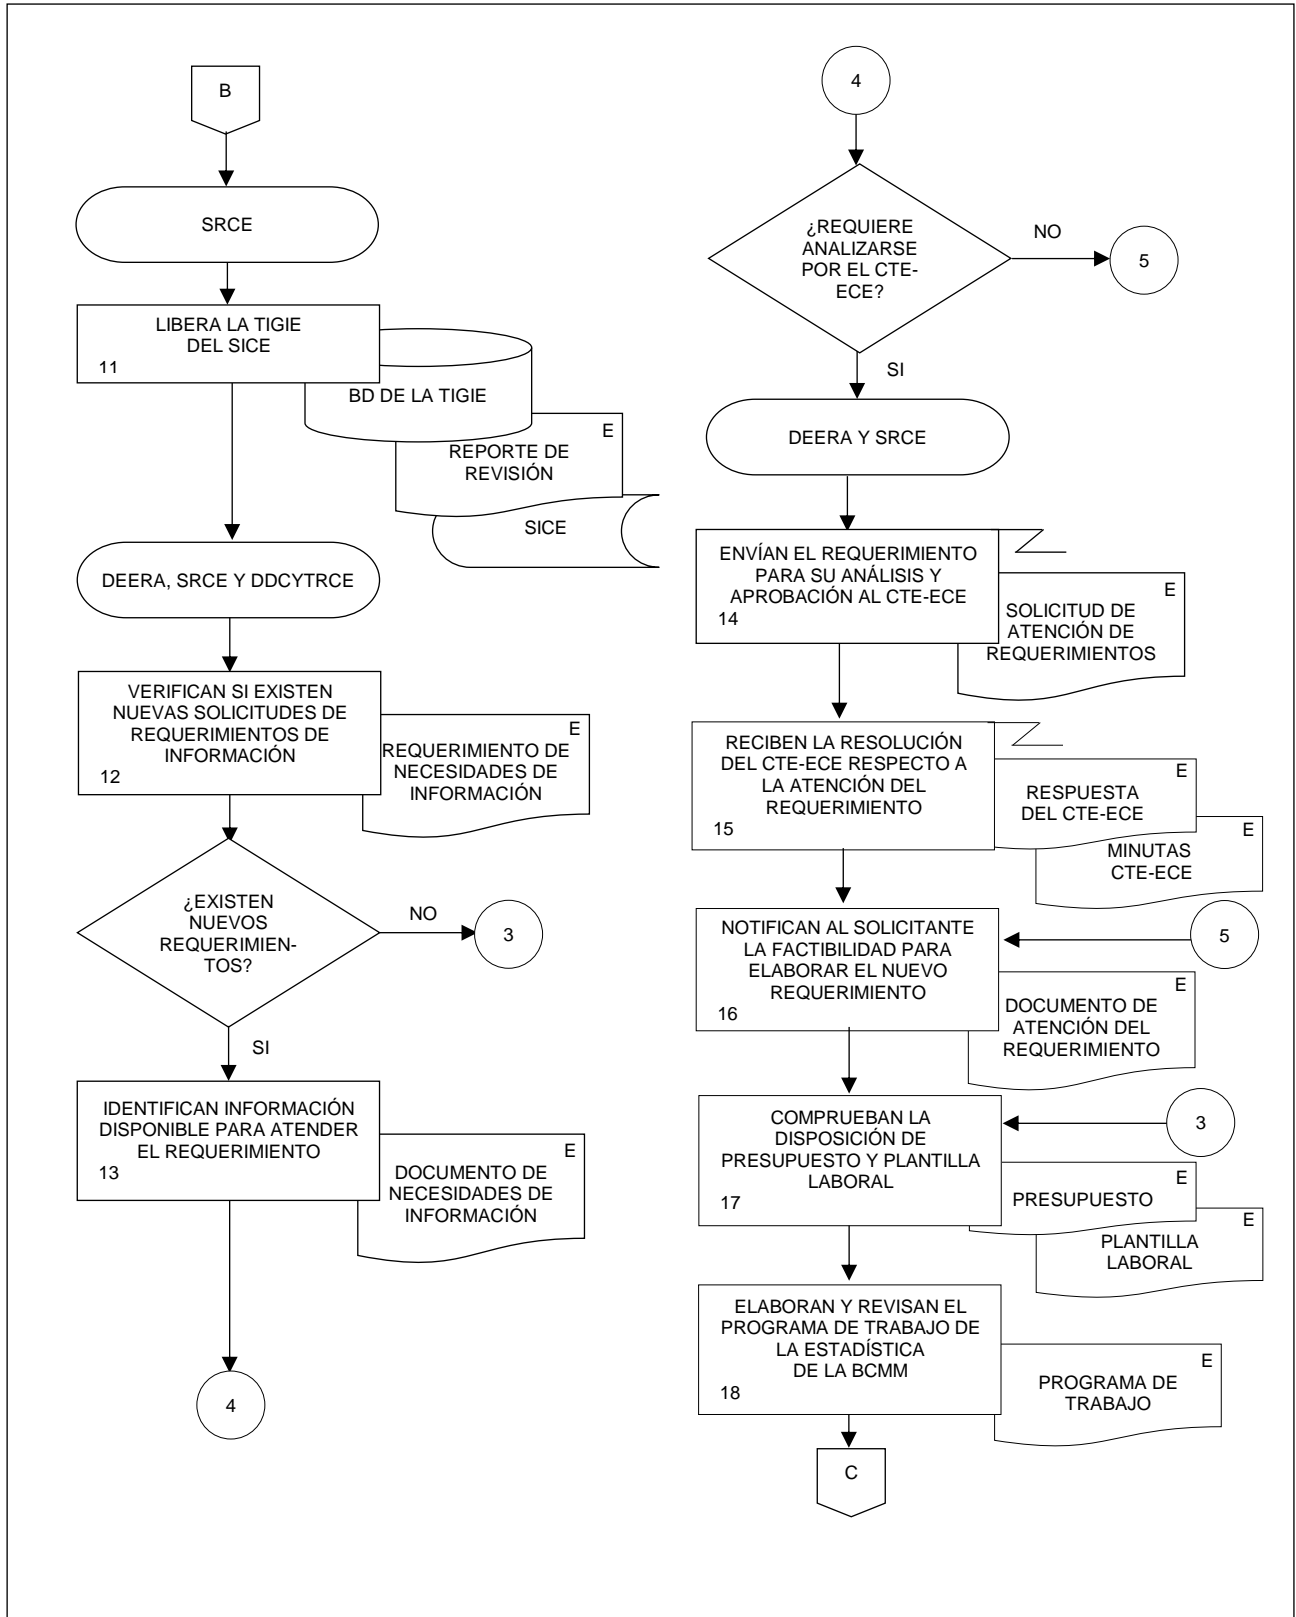 B
SRCE
LIBERA LA TIGIE
DEL SICE
11
BD DE LA TIGIE
E
REPORTE DE
REVISIÓN
SICE
DEERA, SRCE Y DDCYTRCE
VERIFICAN SI EXISTEN
NUEVAS SOLICITUDES DE
REQUERIMIENTOS DE
INFORMACIÓN
12
E
REQUERIMIENTO DE
NECESIDADES DE
INFORMACIÓN
¿EXISTEN
NUEVOS
REQUERIMIEN-
TOS?
NO
3
SI
IDENTIFICAN INFORMACIÓN
DISPONIBLE PARA ATENDER
EL REQUERIMIENTO
13
E
DOCUMENTO DE
NECESIDADES DE
INFORMACIÓN
4
4
¿REQUIERE
ANALIZARSE
POR EL CTE-
ECE?
NO
5
SI
DEERA Y SRCE
ENVÍAN EL REQUERIMIENTO
PARA SU ANÁLISIS Y
APROBACIÓN AL CTE-ECE
14
E
SOLICITUD DE
ATENCIÓN DE
REQUERIMIENTOS
RECIBEN LA RESOLUCIÓN
DEL CTE-ECE RESPECTO A
LA ATENCIÓN DEL
REQUERIMIENTO
15
E
RESPUESTA
DEL CTE-ECE
E
MINUTAS
CTE-ECE
NOTIFICAN AL SOLICITANTE
LA FACTIBILIDAD PARA
ELABORAR EL NUEVO
REQUERIMIENTO
16
5
E
DOCUMENTO DE
ATENCIÓN DEL
REQUERIMIENTO
COMPRUEBAN LA
DISPOSICIÓN DE
PRESUPUESTO Y PLANTILLA
LABORAL
17
3
E
PRESUPUESTO
E
PLANTILLA
LABORAL
ELABORAN Y REVISAN EL
PROGRAMA DE TRABAJO DE
LA ESTADÍSTICA
DE LA BCMM
18
E
PROGRAMA DE
TRABAJO
C